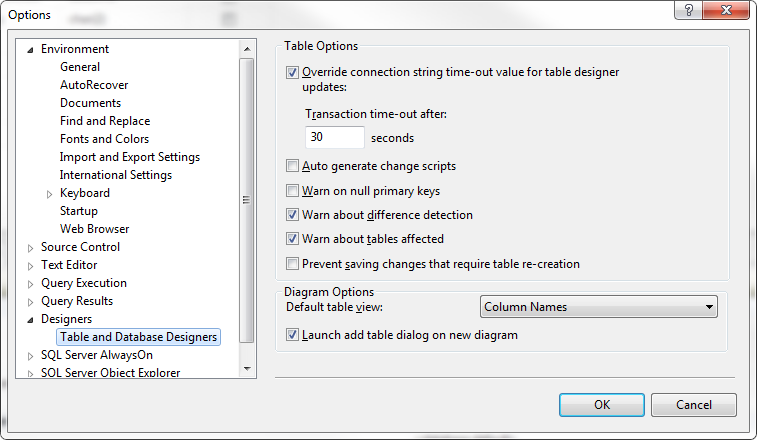 Options
Environment
General
AutoRecover
Documents
Find and Replace
Fonts and Colors
Import and Export Settings
International Settings
Keyboard
Startup
Web Browser
Source Control
Text Editor
Query Execution
Query Results
Designers
Table and Database Designers
SQL Server AlwaysOn
SQL Server Object Explorer
Table Options
Override connection string time-out value for table designer
updates:
Transaction time-out after:
30 seconds
Auto generate change scripts
Warn on null primary keys
Warn about difference detection
Warn about tables affected
Prevent saving changes that require table re-creation
Diagram Options
Default table view: Column Names
Launch add table dialog on new diagram
OK Cancel